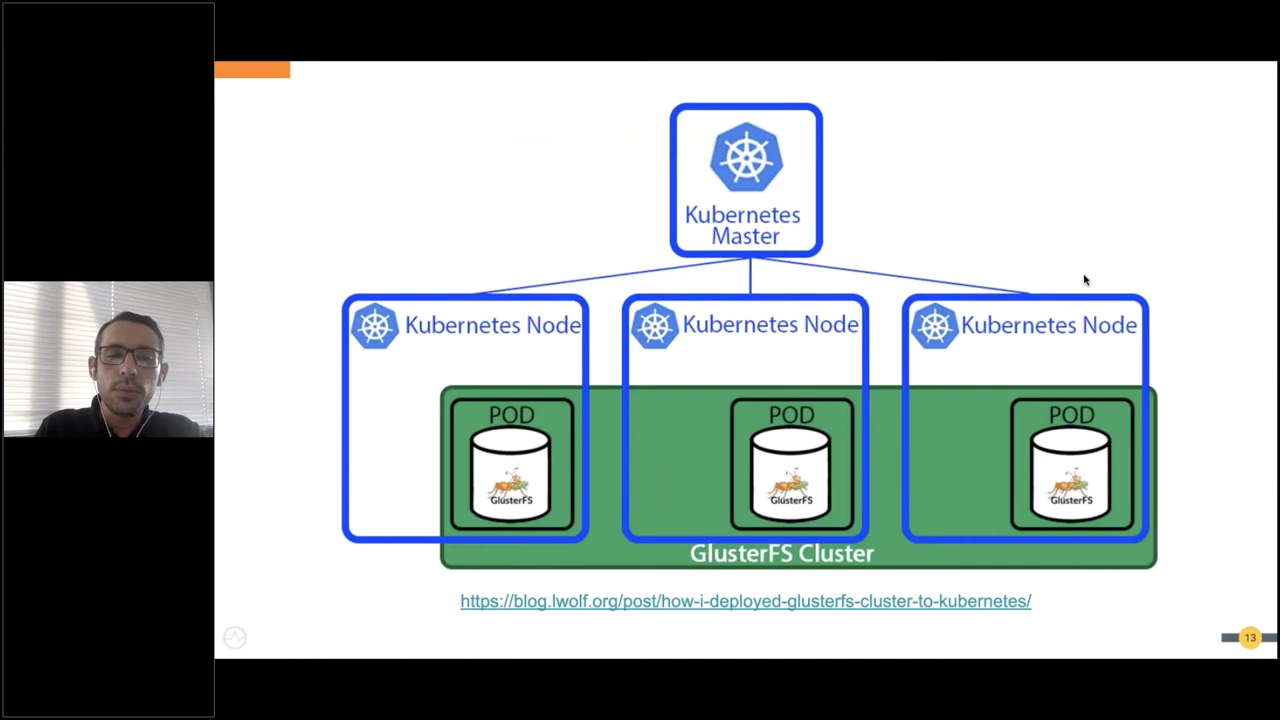 Kubernetes
Master
Kubernetes Node
Kubernetes Node
Kubernetes Node
POD
GlusterFS
POD
GlusterFS
POD
GlusterFS
GlusterFS Cluster
https://blog.lwolf.org/post/how-i-deployed-glusterfs-cluster-to-kubernetes/
13